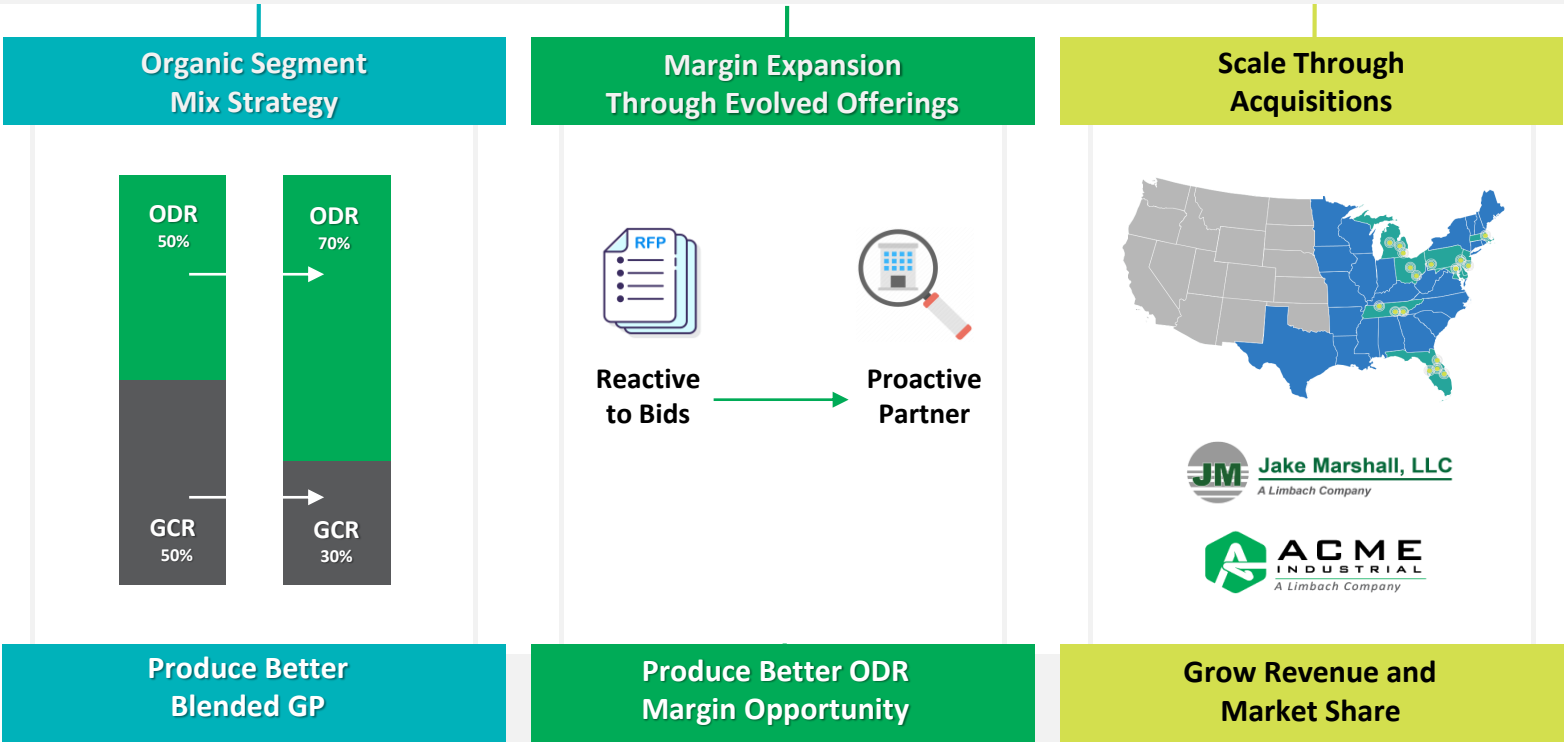 Organic Segment
Mix Strategy
ODR
50%
GCR
50%
ODR
70%
GCR
30%
Produce Better
Blended GP
Margin Expansion
Through Evolved Offerings
RFP
Reactive
to Bids
Proactive
Partner
Produce Better ODR
Margin Opportunity
Scale Through
Acquisitions
JM
Jake Marshall, LLC
A Limbach Company
ACME
INDUSTRIAL
A Limbach Company
Grow Revenue and
Market Share